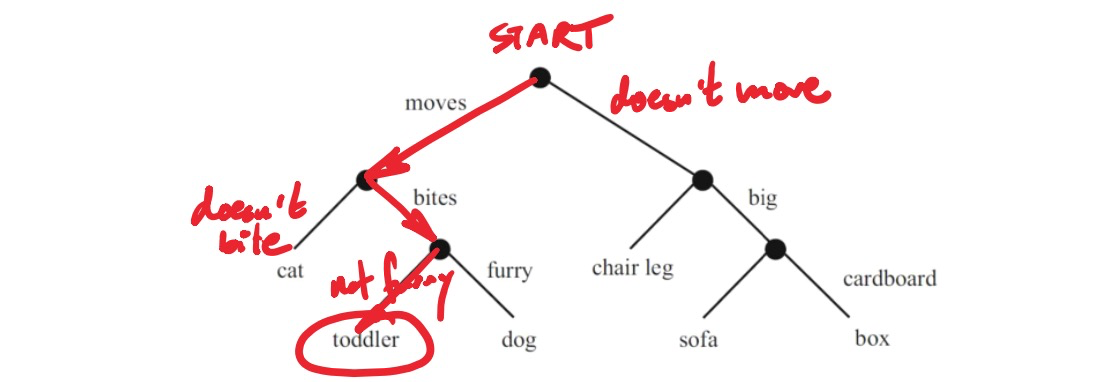 START
moves
doesn't move
doesn't
bite
bites
big
cat
not furry
furry
chair leg
cardboard
toddler
dog
sofa
box